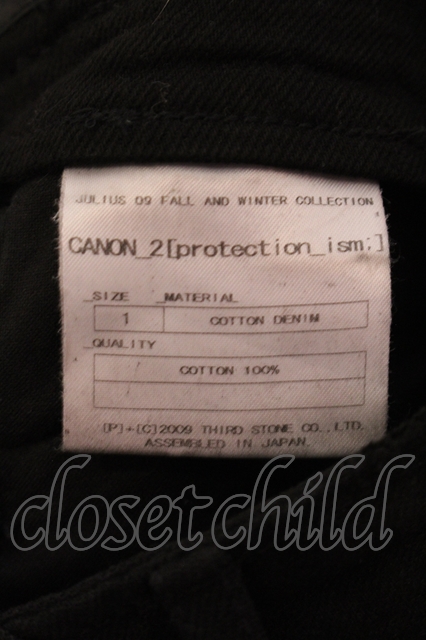 JULIUS 09 FALL AND WINTER COLLECTION
CANON_2[protection_ism;]
_SIZE _MATERIAL
1 COTTON DENIM
_QUALITY
COTTON 100%
[P]+[C]2009 THIRD STONE CO.,LTD.
ASSEMBLED IN JAPAN.
closetchild